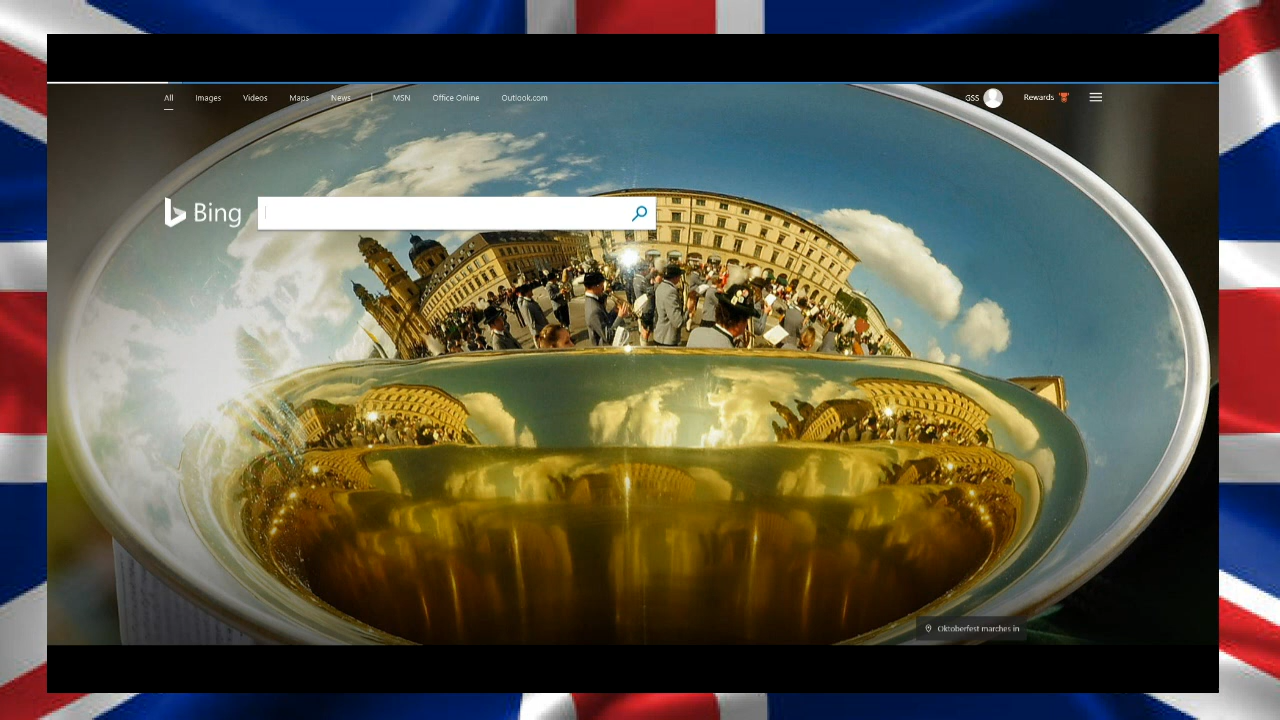 All Images Videos Maps News | MSN Office Online Outlook.com GSS Rewards
Bing
Oktoberfest marches in